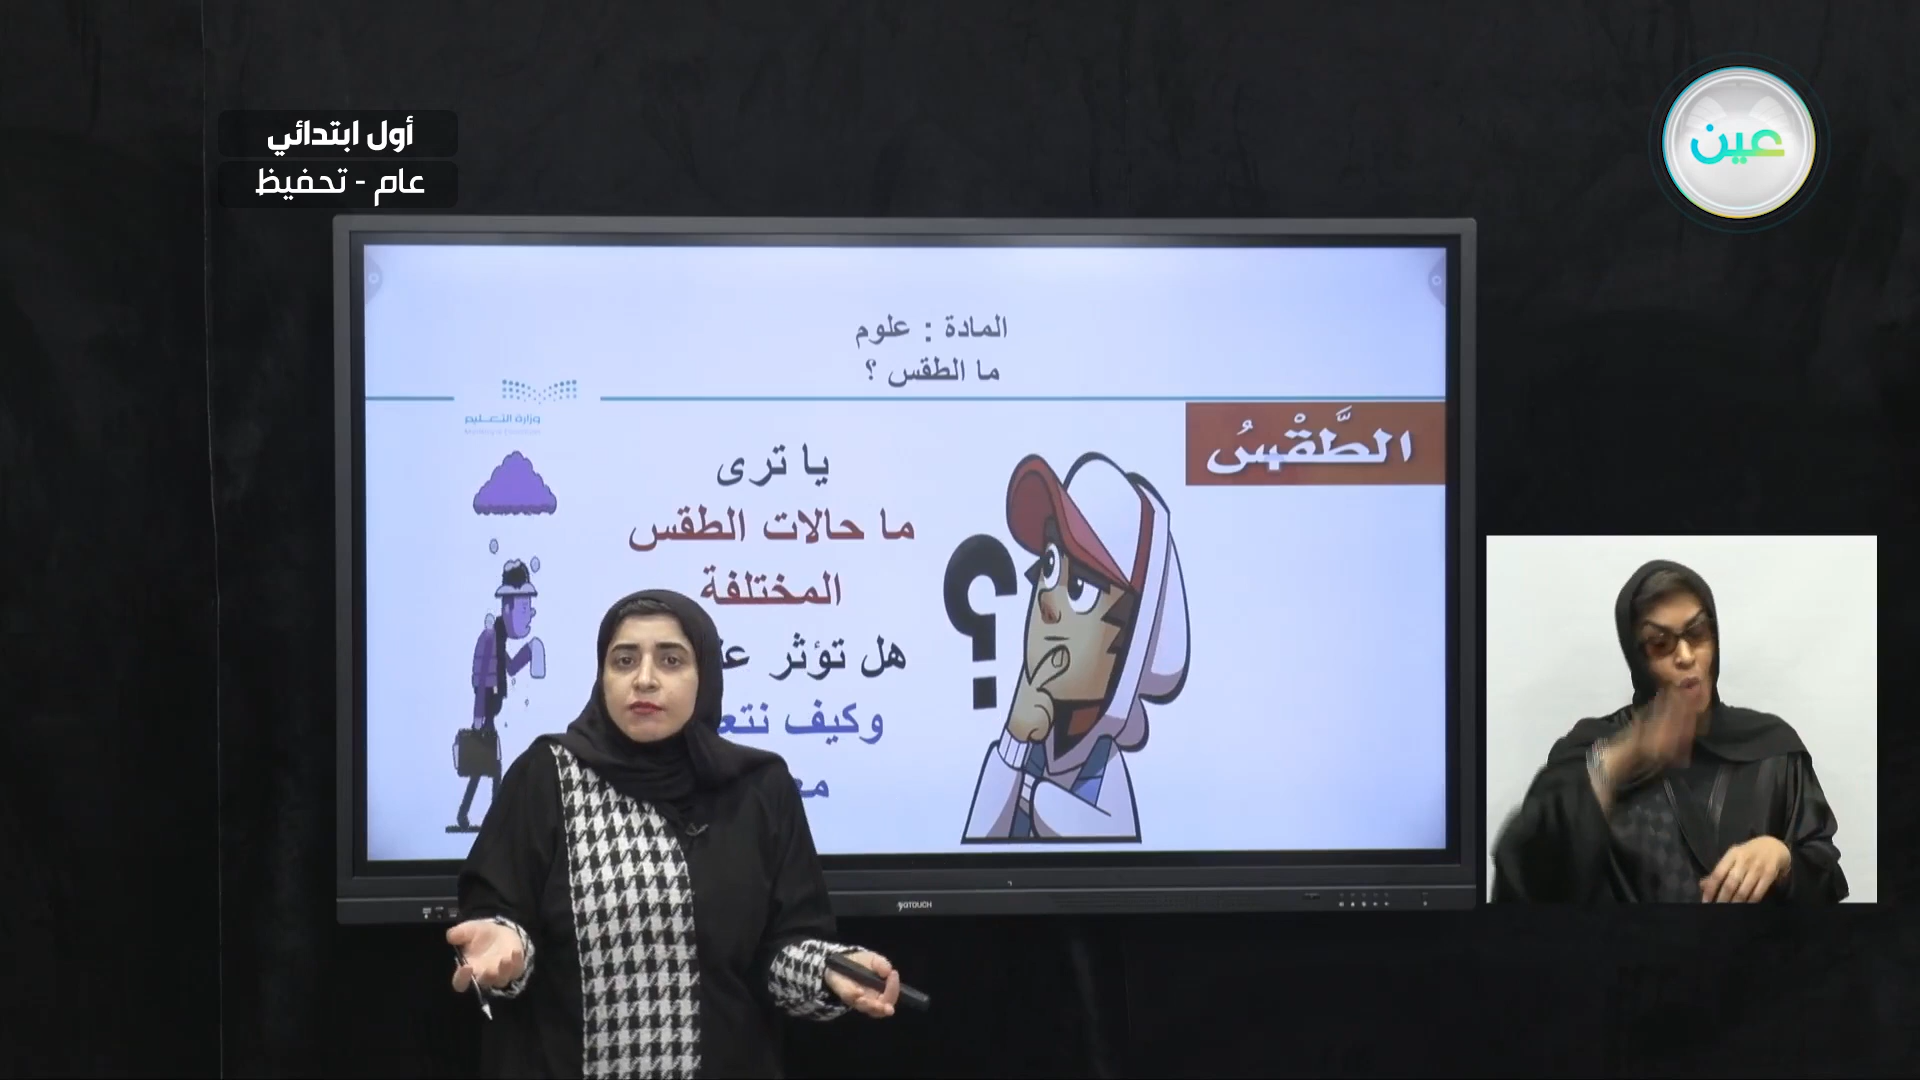 أول ابتدائي
عام - تحفيظ
عين
المادة : علوم
ما الطقس ؟
وزارة التعليم
الطَّقْسُ
يا ترى
ما حالات الطقس
المختلفة
؟
هل تؤثر
وكيف